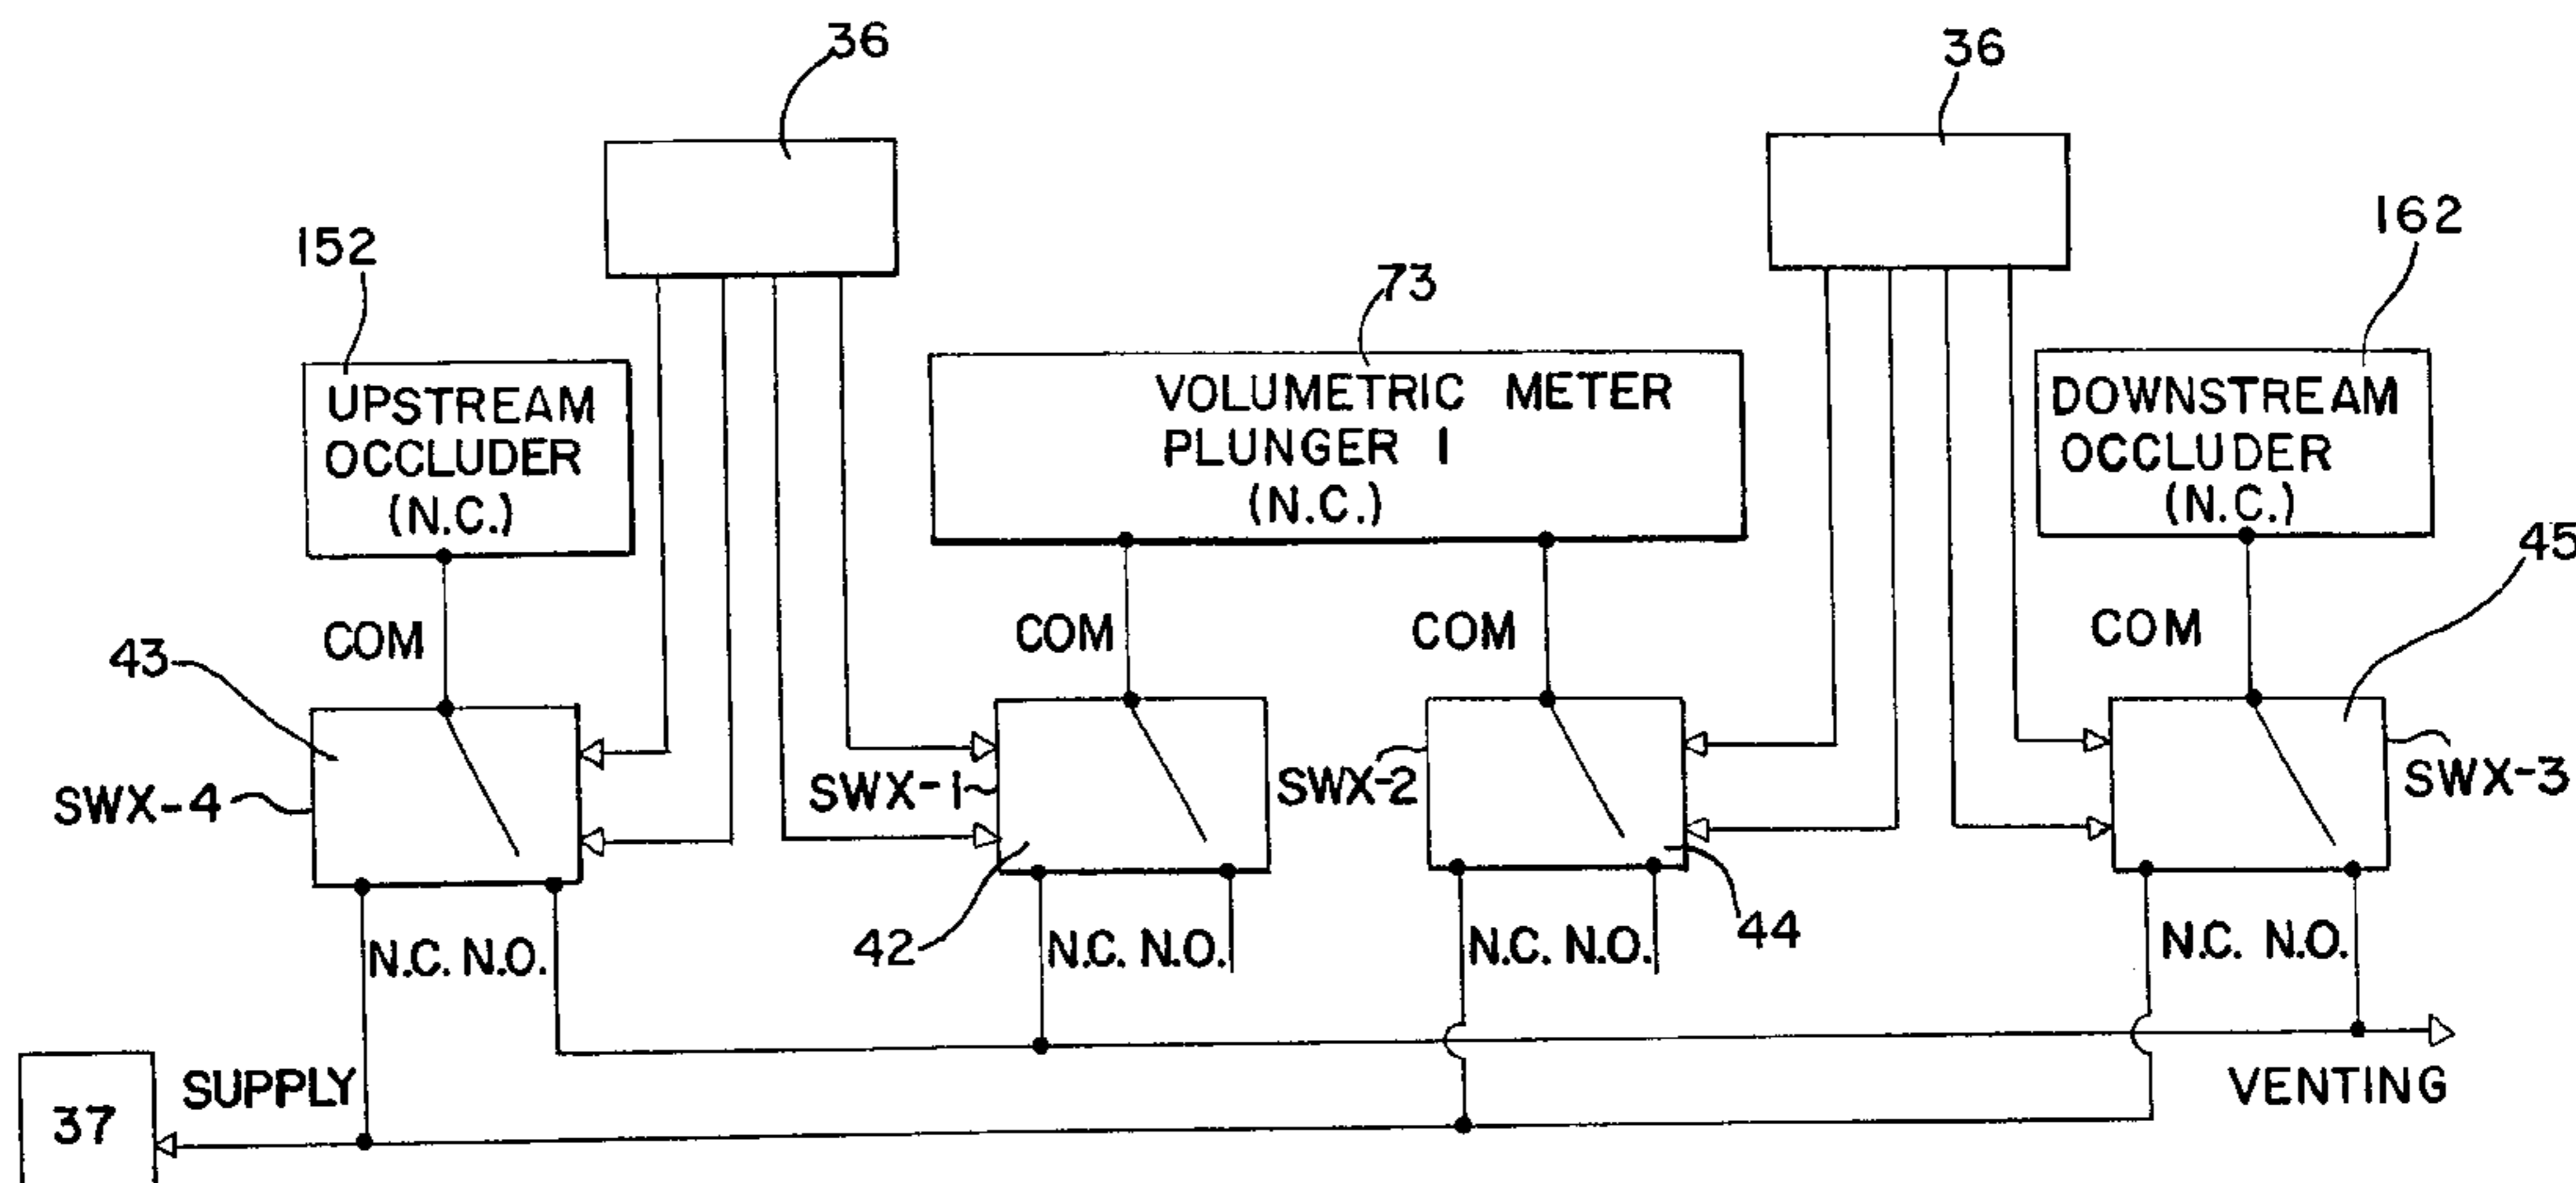 36
36
152
162
73
UPSTREAM
OCCLUDER
(N.C.)
VOLUMETRIC METER
PLUNGER 1
(N.C.)
DOWNSTREAM
OCCLUDER
(N.C.)
45
43
COM
COM
COM
COM
SWX-4
SWX-1
SWX-2
SWX-3
42
44
N.C. N.O.
N.C. N.O.
N.C. N.O.
N.C. N.O.
37
SUPPLY
VENTING